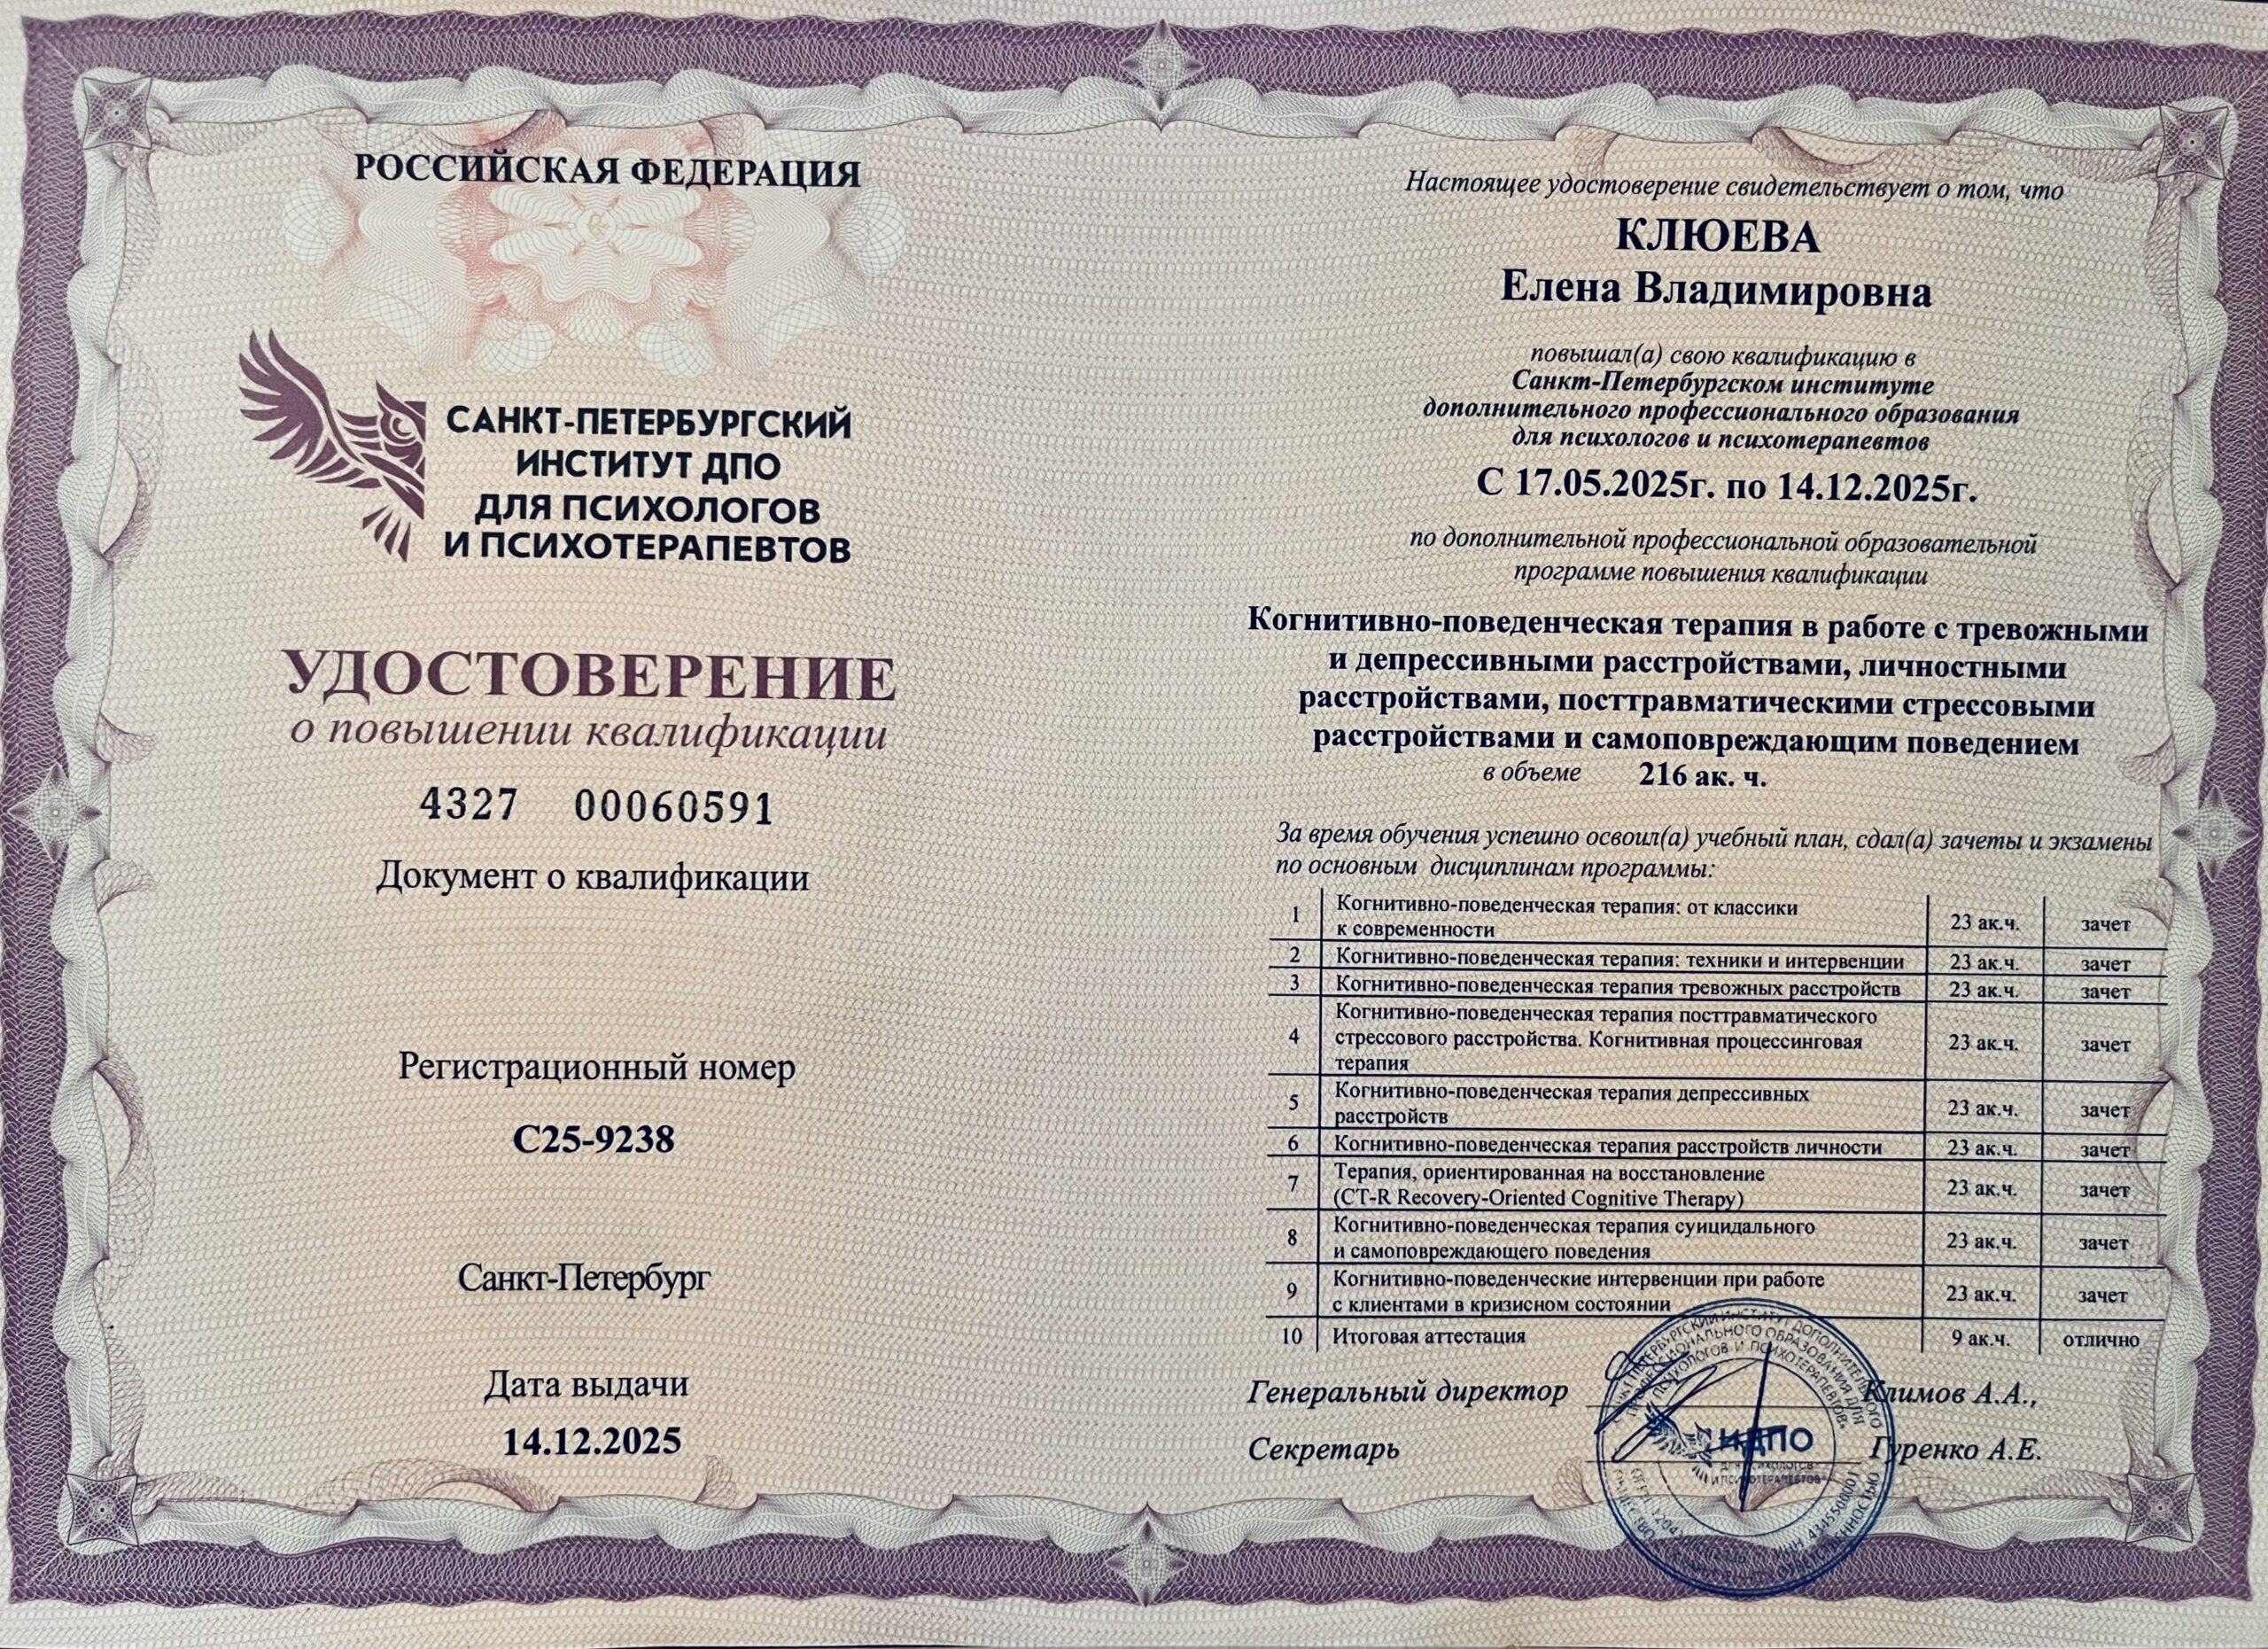 РОССИЙСКАЯ ФЕДЕРАЦИЯ
САНКТ-ПЕТЕРБУРГСКИЙ
ИНСТИТУТ ДПО
ДЛЯ ПСИХОЛОГОВ
И ПСИХОТЕРАПЕВТОВ
УДОСТОВЕРЕНИЕ
о повышении квалификации
4327 00060591
Документ о квалификации
Регистрационный номер
С25-9238
Санкт-Петербург
Дата выдачи
14.12.2025
Настоящее удостоверение свидетельствует о том, что
КЛЮЕВА
Елена Владимировна
повышал(а) свою квалификацию в
Санкт-Петербургском институте
дополнительного профессионального образования
для психологов и психотерапевтов
С 17.05.2025г. по 14.12.2025г.
по дополнительной профессиональной образовательной
программе повышения квалификации
Когнитивно-поведенческая терапия в работе с тревожными
и депрессивными расстройствами, личностными
расстройствами, посттравматическими стрессовыми
расстройствами и самоповреждающим поведением
в объеме 216 ак. ч.
За время обучения успешно освоил(а) учебный план, сдал(а) зачеты и экзамены
по основным дисциплинам программы:
1 Когнитивно-поведенческая терапия: от классики
к современности 23 ак.ч. зачет
2 Когнитивно-поведенческая терапия: техники и интервенции 23 ак.ч. зачет
3 Когнитивно-поведенческая терапия тревожных расстройств 23 ак.ч. зачет
4 Когнитивно-поведенческая терапия посттравматического
стрессового расстройства. Когнитивная процессинговая
терапия 23 ак.ч. зачет
5 Когнитивно-поведенческая терапия депрессивных
расстройств 23 ак.ч. зачет
6 Когнитивно-поведенческая терапия расстройств личности 23 ак.ч. зачет
7 Терапия, ориентированная на восстановление
(CT-R Recovery-Oriented Cognitive Therapy) 23 ак.ч. зачет
8 Когнитивно-поведенческая терапия суицидального
и самоповреждающего поведения 23 ак.ч. зачет
9 Когнитивно-поведенческие интервенции при работе
с клиентами в кризисном состоянии 23 ак.ч. зачет
10 Итоговая аттестация 9 ак.ч. отлично
Генеральный директор Климов А.А.,
Секретарь Гуренко А.Е.
ИДПО
ДЛЯ ПСИХОЛОГОВ
И ПСИХОТЕРАПЕВТОВ